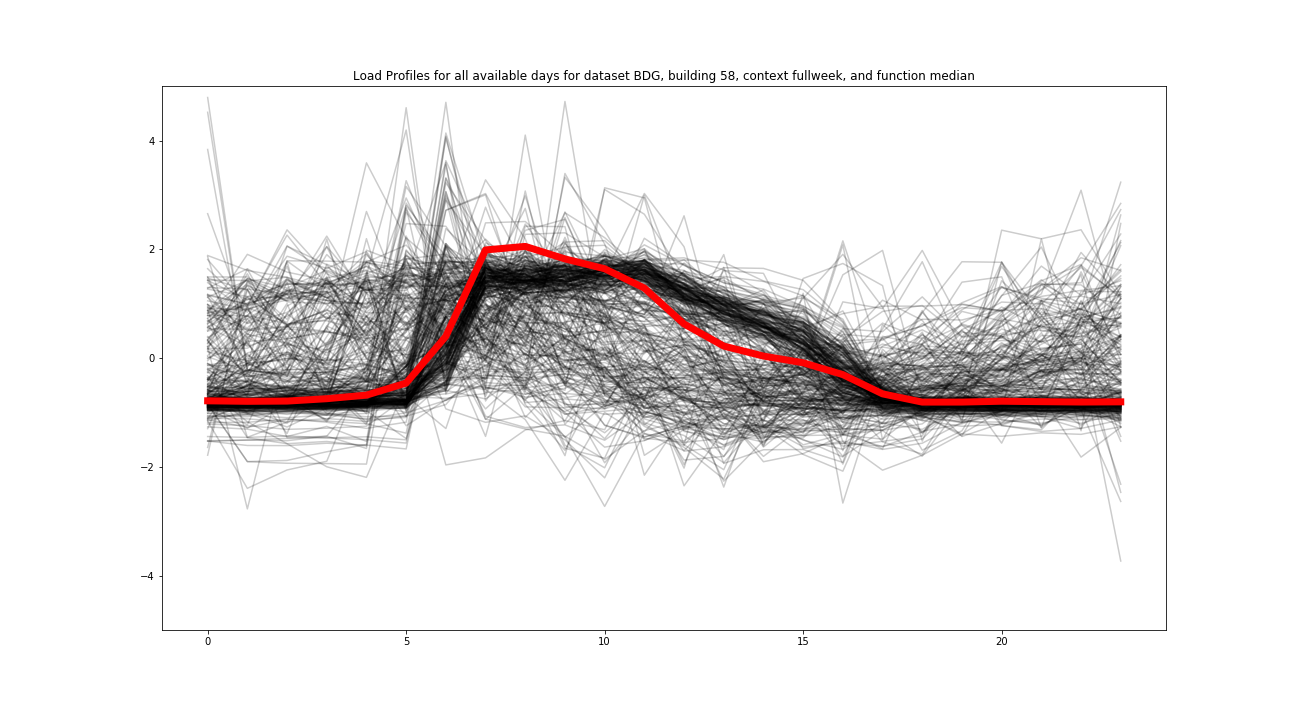 Load Profiles for all available days for dataset BDG, building 58, context fullweek, and function median
4
2
0
−2
−4
0 5 10 15 20